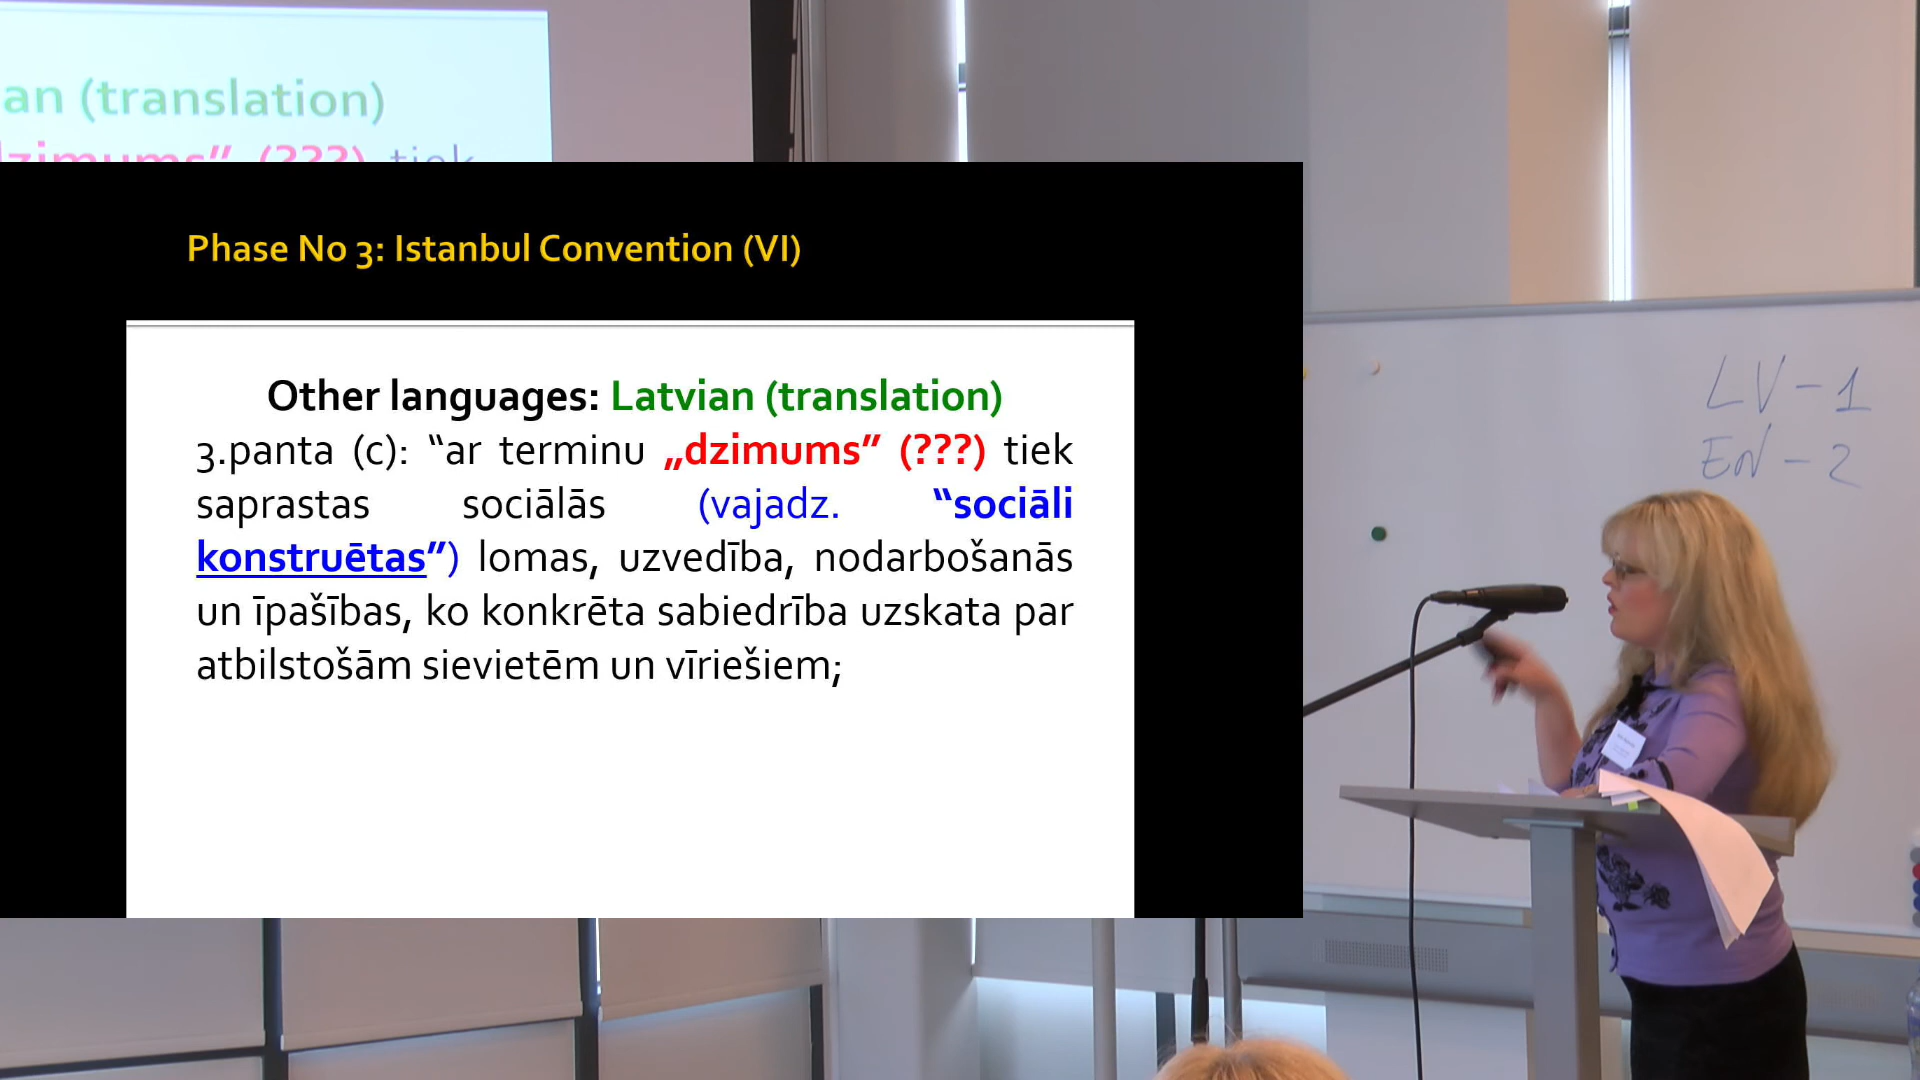 an (translation)
dzimums” (???) tiek
Phase No 3: Istanbul Convention (VI)
Other languages: Latvian (translation)
3.panta (c): “ar terminu „dzimums” (???) tiek
saprastas sociālās (vajadz. “sociāli
konstruētas”) lomas, uzvedība, nodarbošanās
un īpašības, ko konkrēta sabiedrība uzskata par
atbilstošām sievietēm un vīriešiem;
LV-1
EN-2